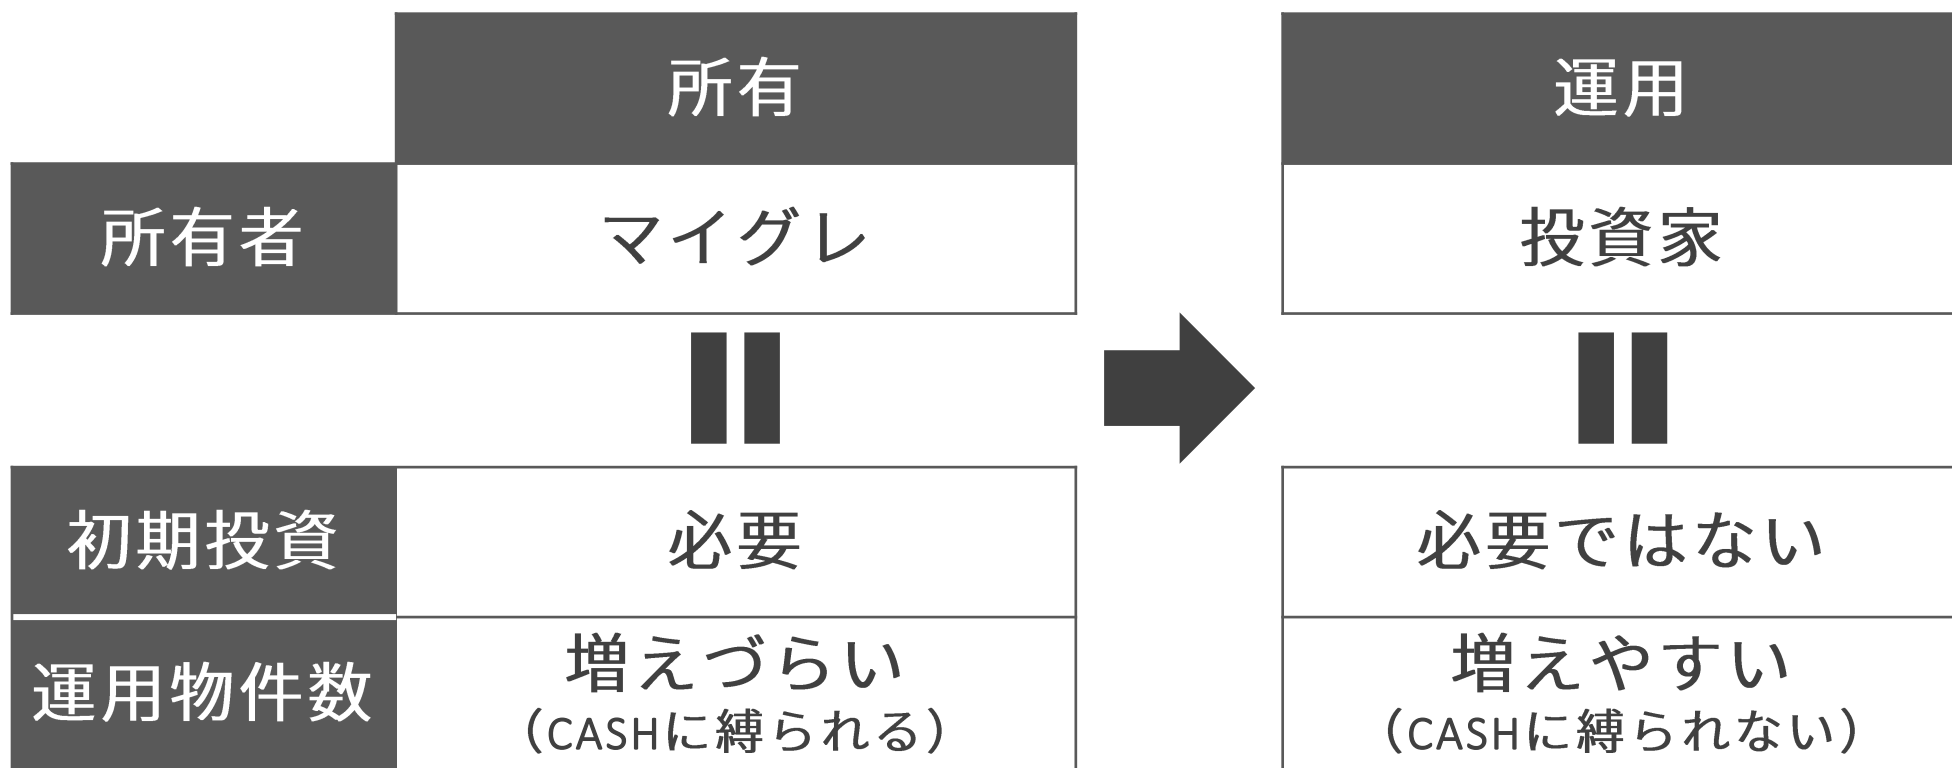 所有
運用
所有者
マイグレ
投資家
初期投資
必要
必要ではない
運用物件数
増えづらい
（CASHに縛られる）
増えやすい
（CASHに縛られない）